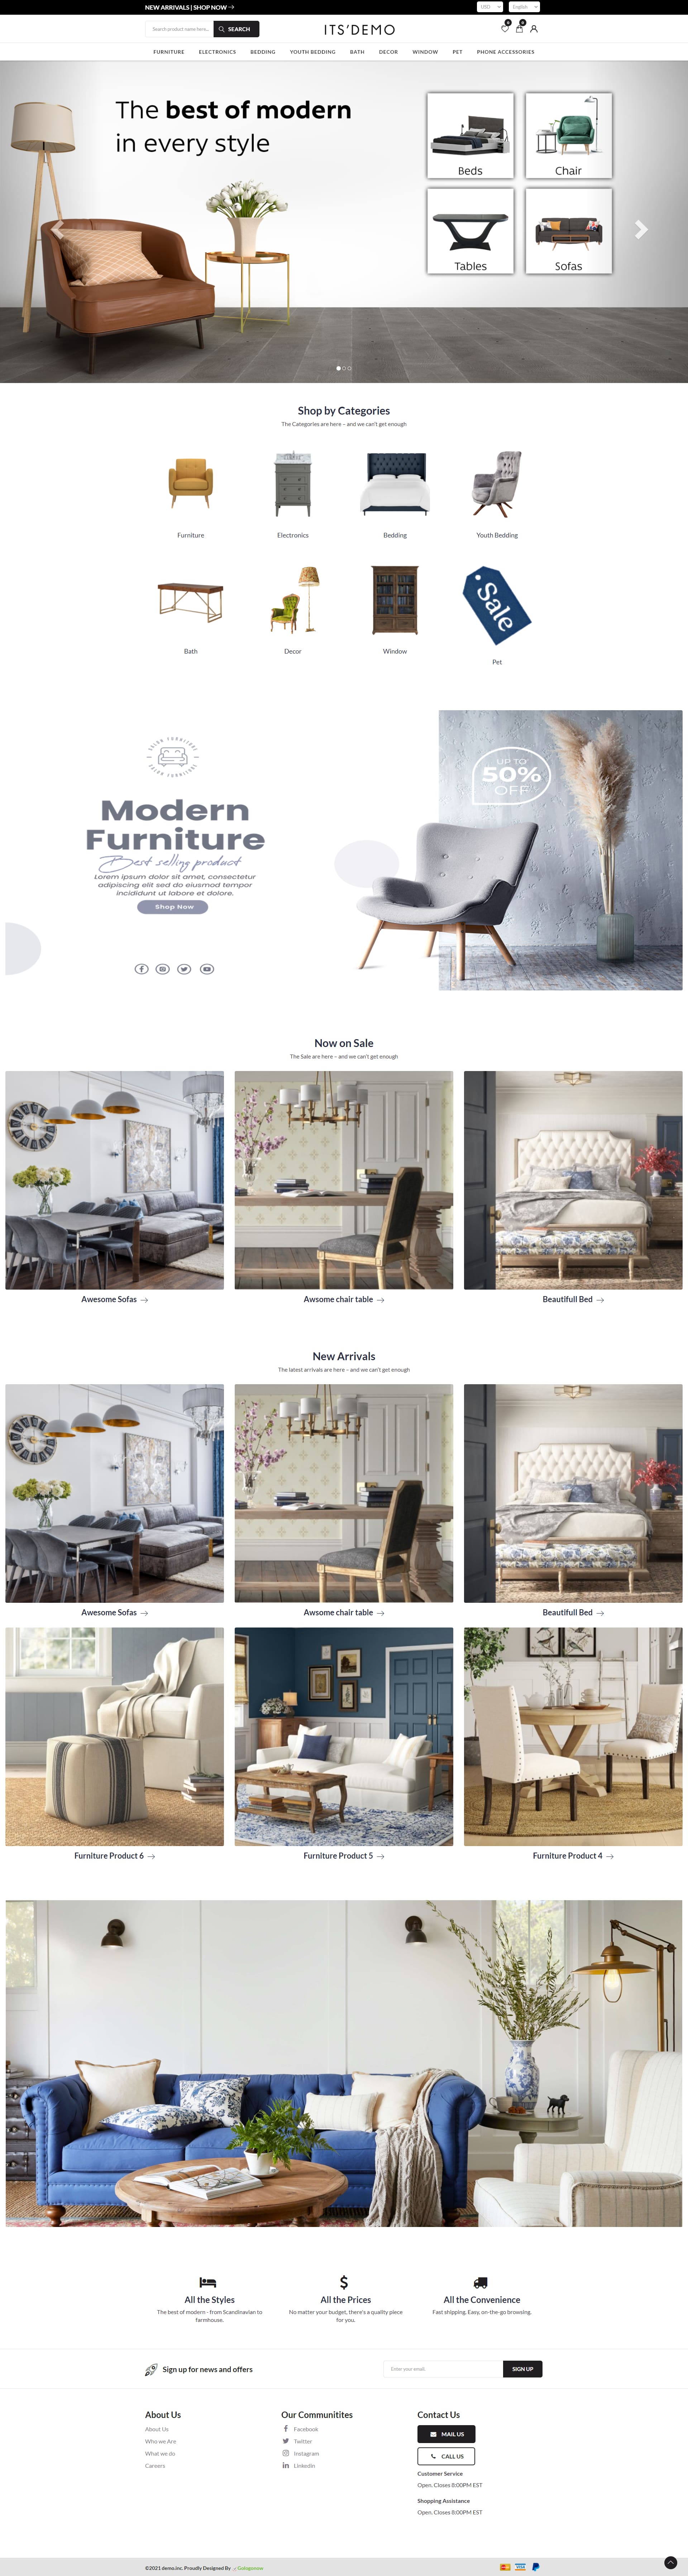 NEW ARRIVALS | SHOP NOW
USD
English
Search product name here...
SEARCH
ITS'DEMO
0
0
FURNITURE
ELECTRONICS
BEDDING
YOUTH BEDDING
BATH
DECOR
WINDOW
PET
PHONE ACCESSORIES
The best of modern
in every style
Beds
Chair
Tables
Sofas
Shop by Categories
The Categories are here – and we can't get enough
Furniture
Electronics
Bedding
Youth Bedding
Bath
Decor
Window
Sale
Pet
Modern
Furniture
Best selling product
Lorem ipsum dolor sit amet, consectetur
adipiscing sed do eiusmod tempor
incididunt ut labore et dolore.
Shop Now
UP TO
50%
OFF
Now on Sale
The Sale are here – and we can't get enough
Awesome Sofas
Awsome chair table
Beautifull Bed
New Arrivals
The latest arrivals are here – and we can't get enough
Awesome Sofas
Awsome chair table
Beautifull Bed
Furniture Product 6
Furniture Product 5
Furniture Product 4
All the Styles
The best of modern - from Scandinavian to
farmhouse.
All the Prices
No matter your budget, there's a quality piece
for you.
All the Convenience
Fast shipping. Easy, on-the-go browsing.
Sign up for news and offers
Enter your email.
SIGN UP
About Us
About Us
Who we Are
What we do
Careers
Our Communitites
Facebook
Twitter
Instagram
Linkedin
Contact Us
MAIL US
CALL US
Customer Service
Open. Closes 8:00PM EST
Shopping Assistance
Open. Closes 8:00PM EST
©2021 demo.inc. Proudly Designed By Gologonow